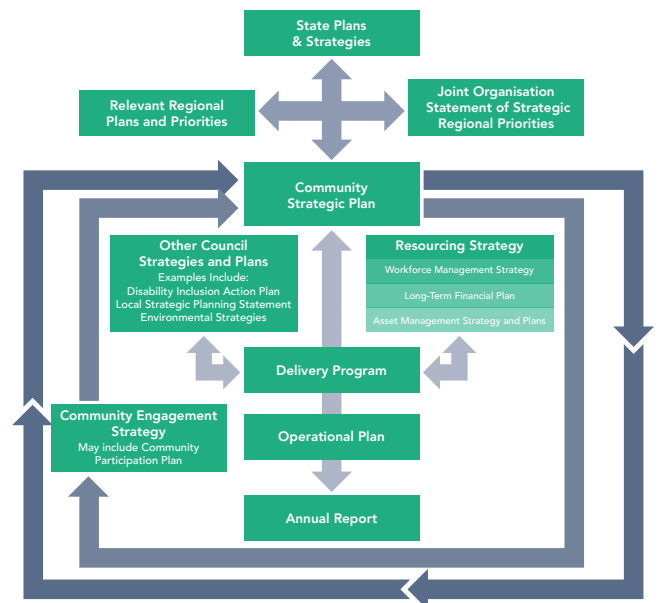 State Plans
& Strategies
Relevant Regional
Plans and Priorities
Joint Organisation
Statement of Strategic
Regional Priorities
Community
Strategic Plan
Other Council
Strategies and Plans
Examples Include:
Disability Inclusion Action Plan
Local Strategic Planning Statement
Environmental Strategies
Resourcing Strategy
Workforce Management Strategy
Long-Term Financial Plan
Asset Management Strategy and Plans
Delivery Program
Community Engagement
Strategy
May include Community
Participation Plan
Operational Plan
Annual Report